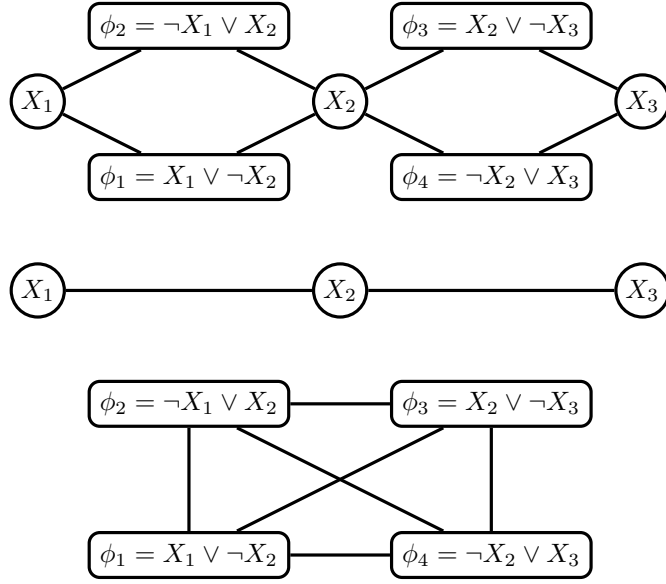 ϕ₂ = ¬X₁ ∨ X₂ ϕ₃ = X₂ ∨ ¬X₃
X₁ X₂ X₃
ϕ₁ = X₁ ∨ ¬X₂ ϕ₄ = ¬X₂ ∨ X₃
X₁ X₂ X₃
ϕ₂ = ¬X₁ ∨ X₂ ϕ₃ = X₂ ∨ ¬X₃
ϕ₁ = X₁ ∨ ¬X₂ ϕ₄ = ¬X₂ ∨ X₃